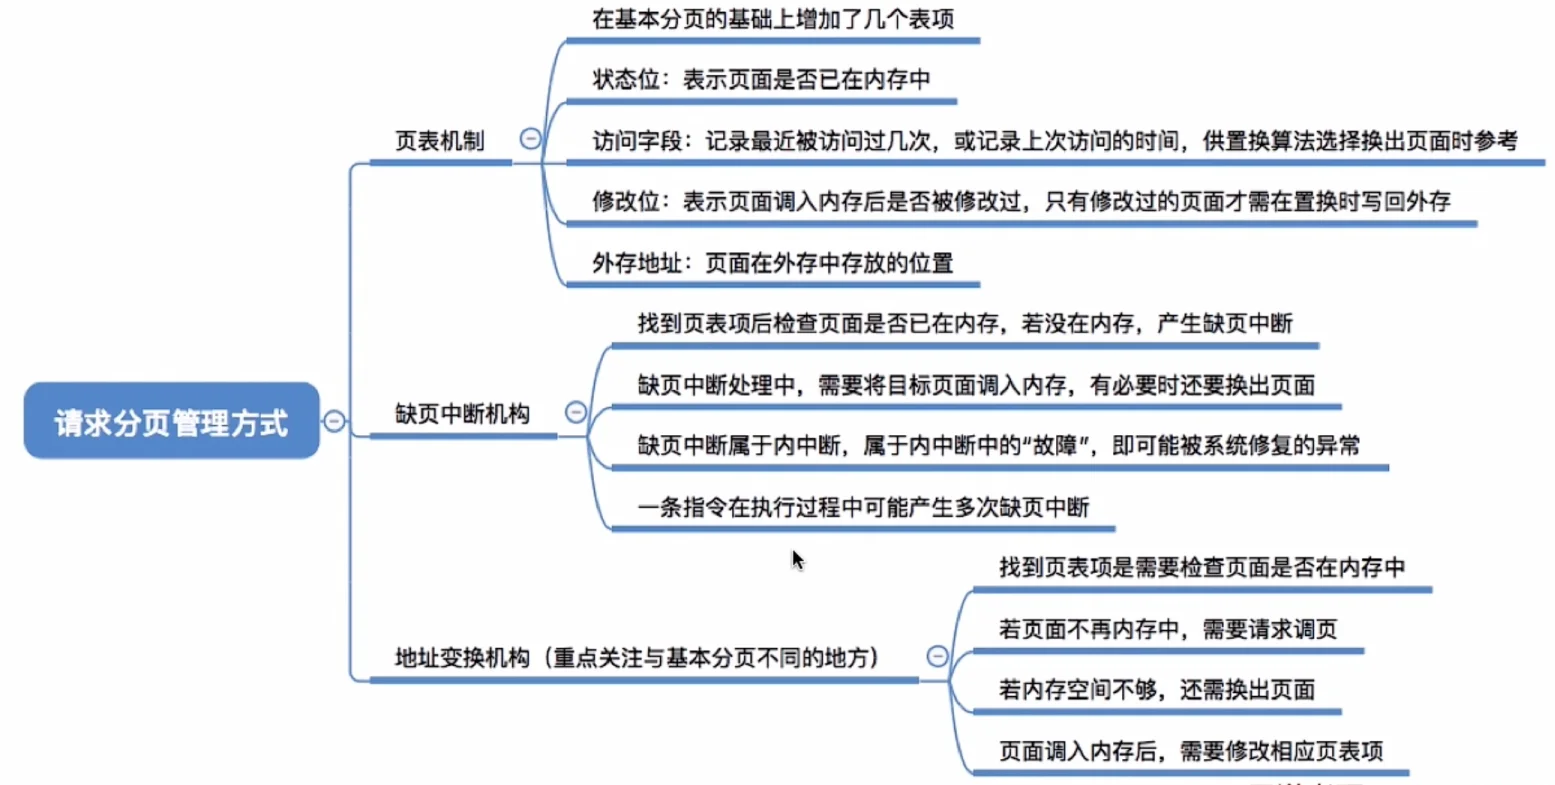 在基本分页的基础上增加了几个表项
状态位：表示页面是否已在内存中
页表机制
访问字段：记录最近被访问过几次，或记录上次访问的时间，供置换算法选择换出页面时参考
修改位：表示页面调入内存后是否被修改过，只有修改过的页面才需在置换时写回外存
外存地址：页面在外存中存放的位置
请求分页管理方式
找到页表项后检查页面是否已在内存，若没在内存，产生缺页中断
缺页中断处理中，需要将目标页面调入内存，有必要时还要换出页面
缺页中断机构
缺页中断属于内中断，属于内中断中的“故障”，即可能被系统修复的异常
一条指令在执行过程中可能产生多次缺页中断
找到页表项是需要检查页面是否在内存中
若页面不再内存中，需要请求调页
地址变换机构（重点关注与基本分页不同的地方）
若内存空间不够，还需换出页面
页面调入内存后，需要修改相应页表项